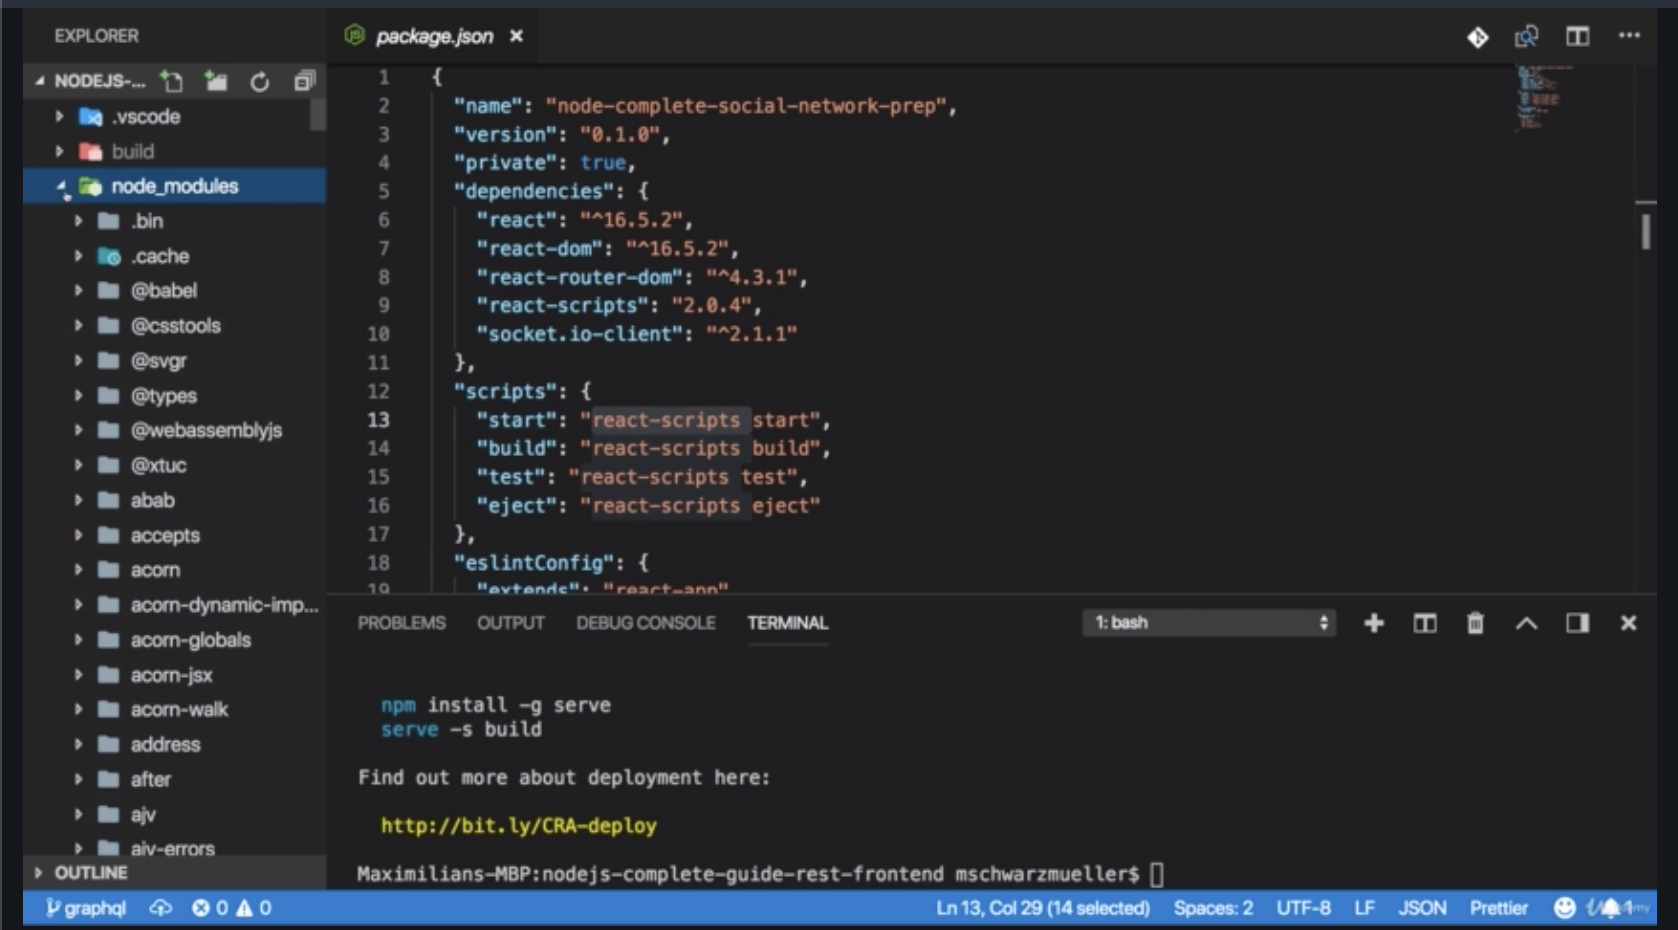 EXPLORER
NODEJS-...
.vscode
build
node_modules
.bin
.cache
@babel
@csstools
@svgr
@types
@webassemblyjs
@xtuc
abab
accepts
acorn
acorn-dynamic-imp...
acorn-globals
acorn-jsx
acorn-walk
address
after
ajv
ajv-errors
OUTLINE
package.json
1 {
2 "name": "node-complete-social-network-prep",
3 "version": "0.1.0",
4 "private": true,
5 "dependencies": {
6 "react": "^16.5.2",
7 "react-dom": "^16.5.2",
8 "react-router-dom": "^4.3.1",
9 "react-scripts": "2.0.4",
10 "socket.io-client": "^2.1.1"
11 },
12 "scripts": {
13 "start": "react-scripts start",
14 "build": "react-scripts build",
15 "test": "react-scripts test",
16 "eject": "react-scripts eject"
17 },
18 "eslintConfig": {
19 "extends": "react-app"
PROBLEMS OUTPUT DEBUG CONSOLE TERMINAL 1: bash
npm install -g serve
serve -s build
Find out more about deployment here:
http://bit.ly/CRA-deploy
Maximilians-MBP:nodejs-complete-guide-rest-frontend mschwarzmueller$
graphql 0 0 Ln 13, Col 29 (14 selected) Spaces: 2 UTF-8 LF JSON Prettier 1